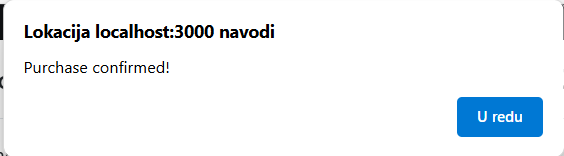 Lokacija localhost:3000 navodi
Purchase confirmed!
U redu